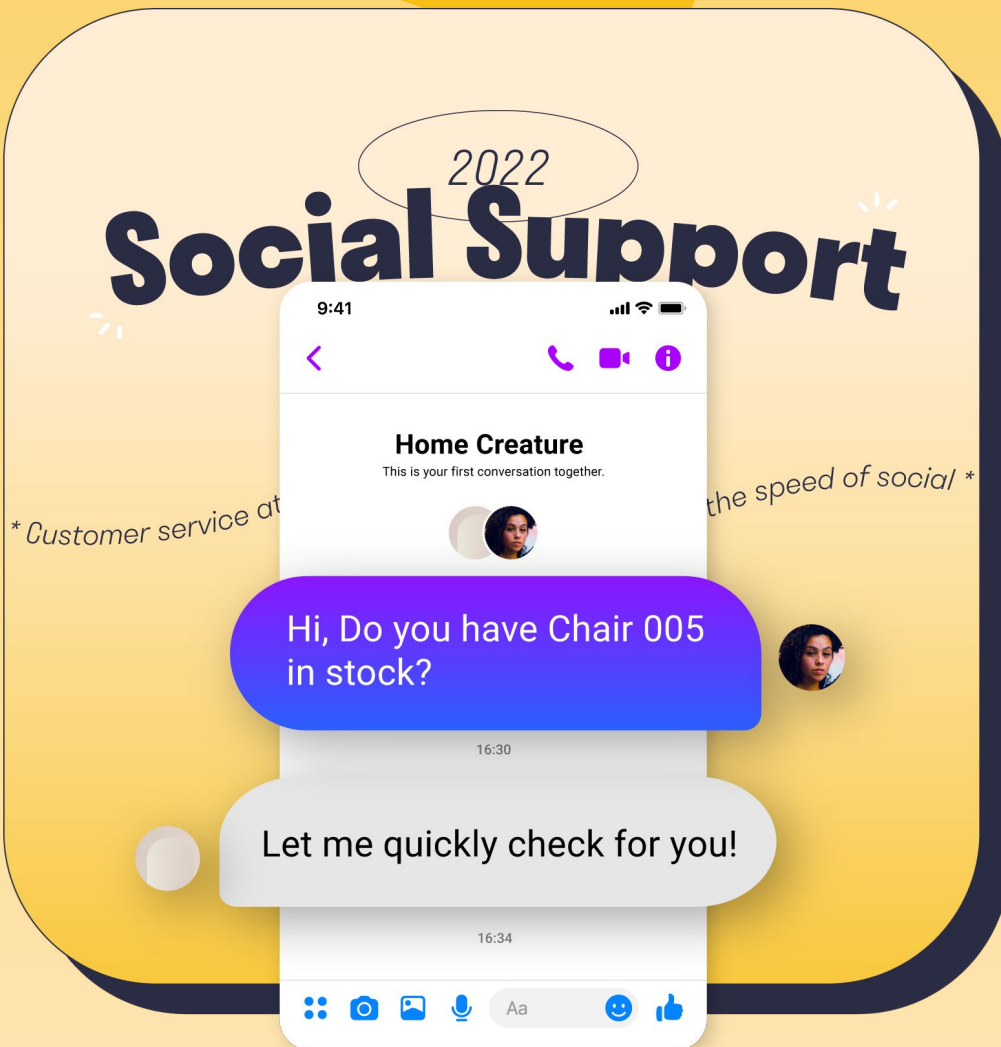 2022
Social Support
9:41
Home Creature
This is your first conversation together.
* Customer service at
the speed of social *
Hi, Do you have Chair 005
in stock?
16:30
Let me quickly check for you!
16:34
Aa